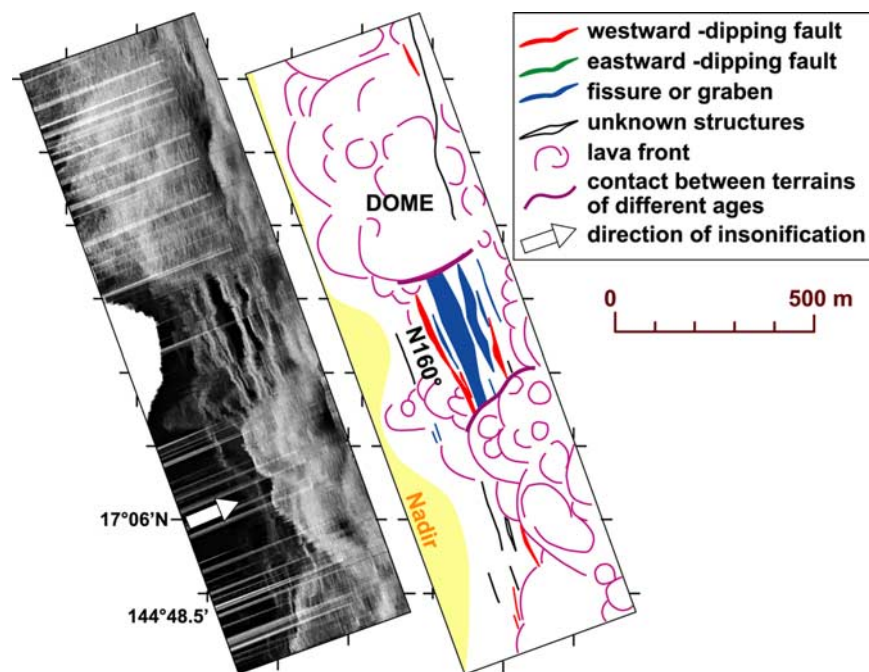 westward -dipping fault
eastward -dipping fault
fissure or graben
unknown structures
lava front
contact between terrains
of different ages
direction of insonification
DOME
0 500 m
N160°
Nadir
17°06'N
144°48.5'